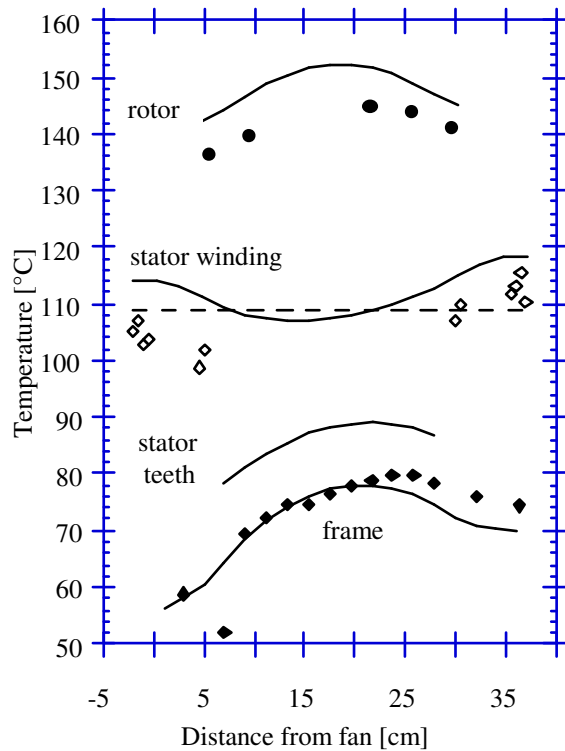 160
150
140
130
120
110
100
90
80
70
60
50
Temperature [°C]
rotor
stator winding
stator
teeth
frame
-5 5 15 25 35
Distance from fan [cm]